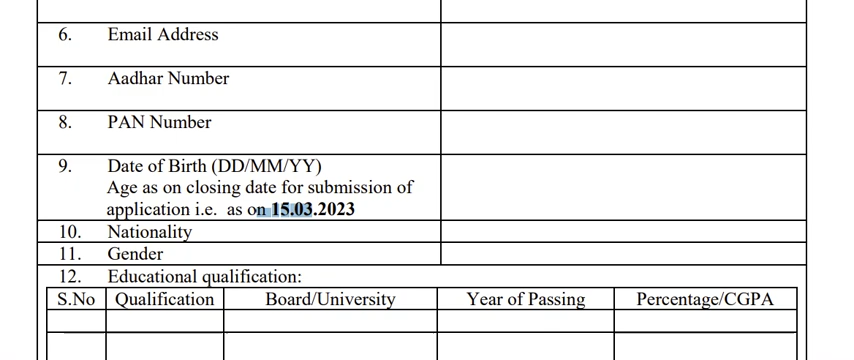 6. Email Address
7. Aadhar Number
8. PAN Number
9. Date of Birth (DD/MM/YY)
Age as on closing date for submission of
application i.e. as on 15.03.2023
10. Nationality
11. Gender
12. Educational qualification:
S.No Qualification Board/University Year of Passing Percentage/CGPA